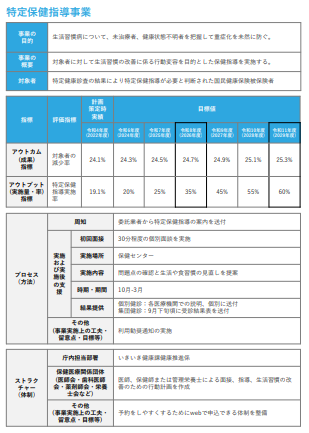 特定保健指導事業
事業の
目的
生活習慣病について、未治療者、健康状態不明者を把握して重症化を未然に防ぐ。
事業の
概要
対象者に対して生活習慣の改善に係る行動変容を目的とした保健指導を実施する。
対象者
特定健康診査の結果により特定保健指導が必要と判断された国民健康保険被保険者
指標
評価指標
計画
策定時
実績
目標値
令和4年度
(2022年度)
令和6年度
(2024年度)
令和7年度
(2025年度)
令和8年度
(2026年度)
令和9年度
(2027年度)
令和10年度
(2028年度)
令和11年度
(2029年度)
アウトカム
(成果)
指標
対象者の
減少率
24.1%
24.3%
24.5%
24.7%
24.9%
25.1%
25.3%
アウトプット
(実施量・率)
指標
特定保健
指導実施
率
19.1%
20%
25%
35%
45%
55%
60%
プロセス
(方法)
周知
委託業者から特定保健指導の案内を送付
実施
およ
び実
施後
の支
援
初回面接
30分程度の個別面談を実施
実施場所
保健センター
実施内容
問題点の確認と生活や食習慣の見直しを提案
時期・期間
10月-3月
結果提供
個別健診：各医療機関での説明、個別に送付
集団健診：9月下旬頃に受診結果表を送付
その他
(事業実施上の工夫・
留意点・目標等)
利用勧奨通知の実施
ストラク
チャー
(体制)
庁内担当部署
いきいき健康課健康推進係
保健医療関係団体
(医師会・歯科医師
会・薬剤師会・栄養
士会など)
医師、保健師または管理栄養士による面接、指導、生活習慣の改
善のための行動計画を作成
その他
(事業実施上の工夫・
留意点・目標等)
予約をしやすくするためにwebで申込できる体制を整備